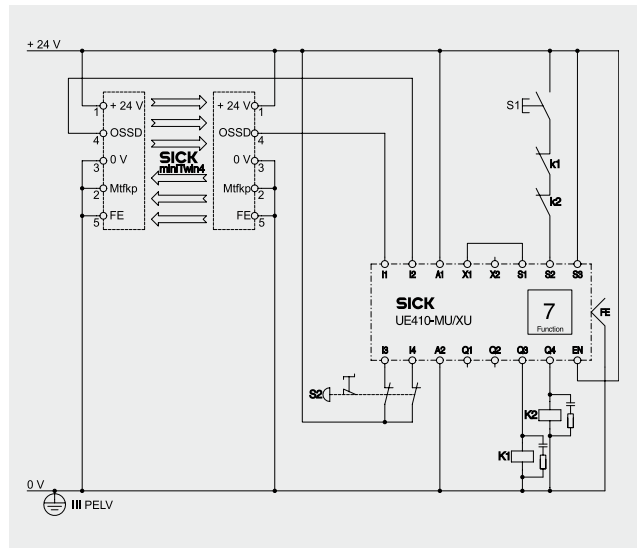 + 24 V
+ 24 V
1
OSSD
4
0 V
3
Mtfkp
2
FE
5
SICK
miniTwin4
+ 24 V
1
OSSD
4
0 V
3
Mtfkp
2
FE
5
S1
k1
k2
I1 I2 A1 X1 X2 S1 S2 S3
SICK
UE410-MU/XU
7
Function
FE
I3 I4 A2 Q1 Q2 Q3 Q4 EN
S2
K2
K1
0 V
III PELV